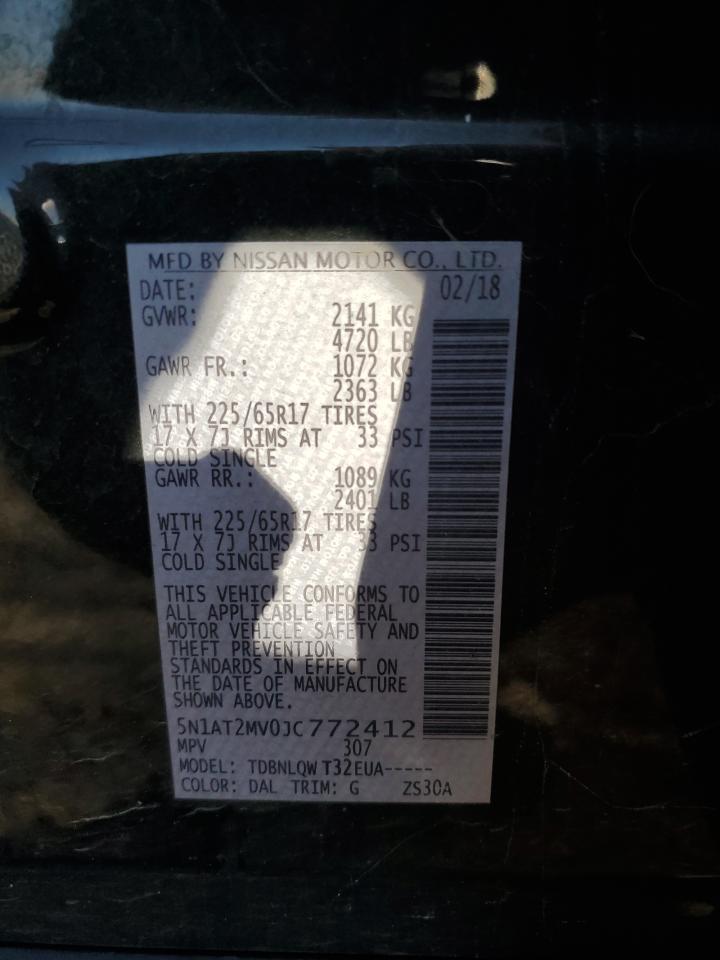 MFD BY NISSAN MOTOR CO., LTD.
DATE: 02/18
GVWR: 2141 KG
4720 LB
GAWR FR.: 1072 KG
2363 LB
WITH 225/65R17 TIRES
17 X 7J RIMS AT 33 PSI
COLD SINGLE
GAWR RR.: 1089 KG
2401 LB
WITH 225/65R17 TIRES
17 X 7J RIMS AT 33 PSI
COLD SINGLE
THIS VEHICLE CONFORMS TO
ALL APPLICABLE FEDERAL
MOTOR VEHICLE SAFETY AND
THEFT PREVENTION
STANDARDS IN EFFECT ON
THE DATE OF MANUFACTURE
SHOWN ABOVE.
5N1AT2MV0JC772412
MPV 307
MODEL: TDBNLQW T32EUA-----
COLOR: DAL TRIM: G ZS30A